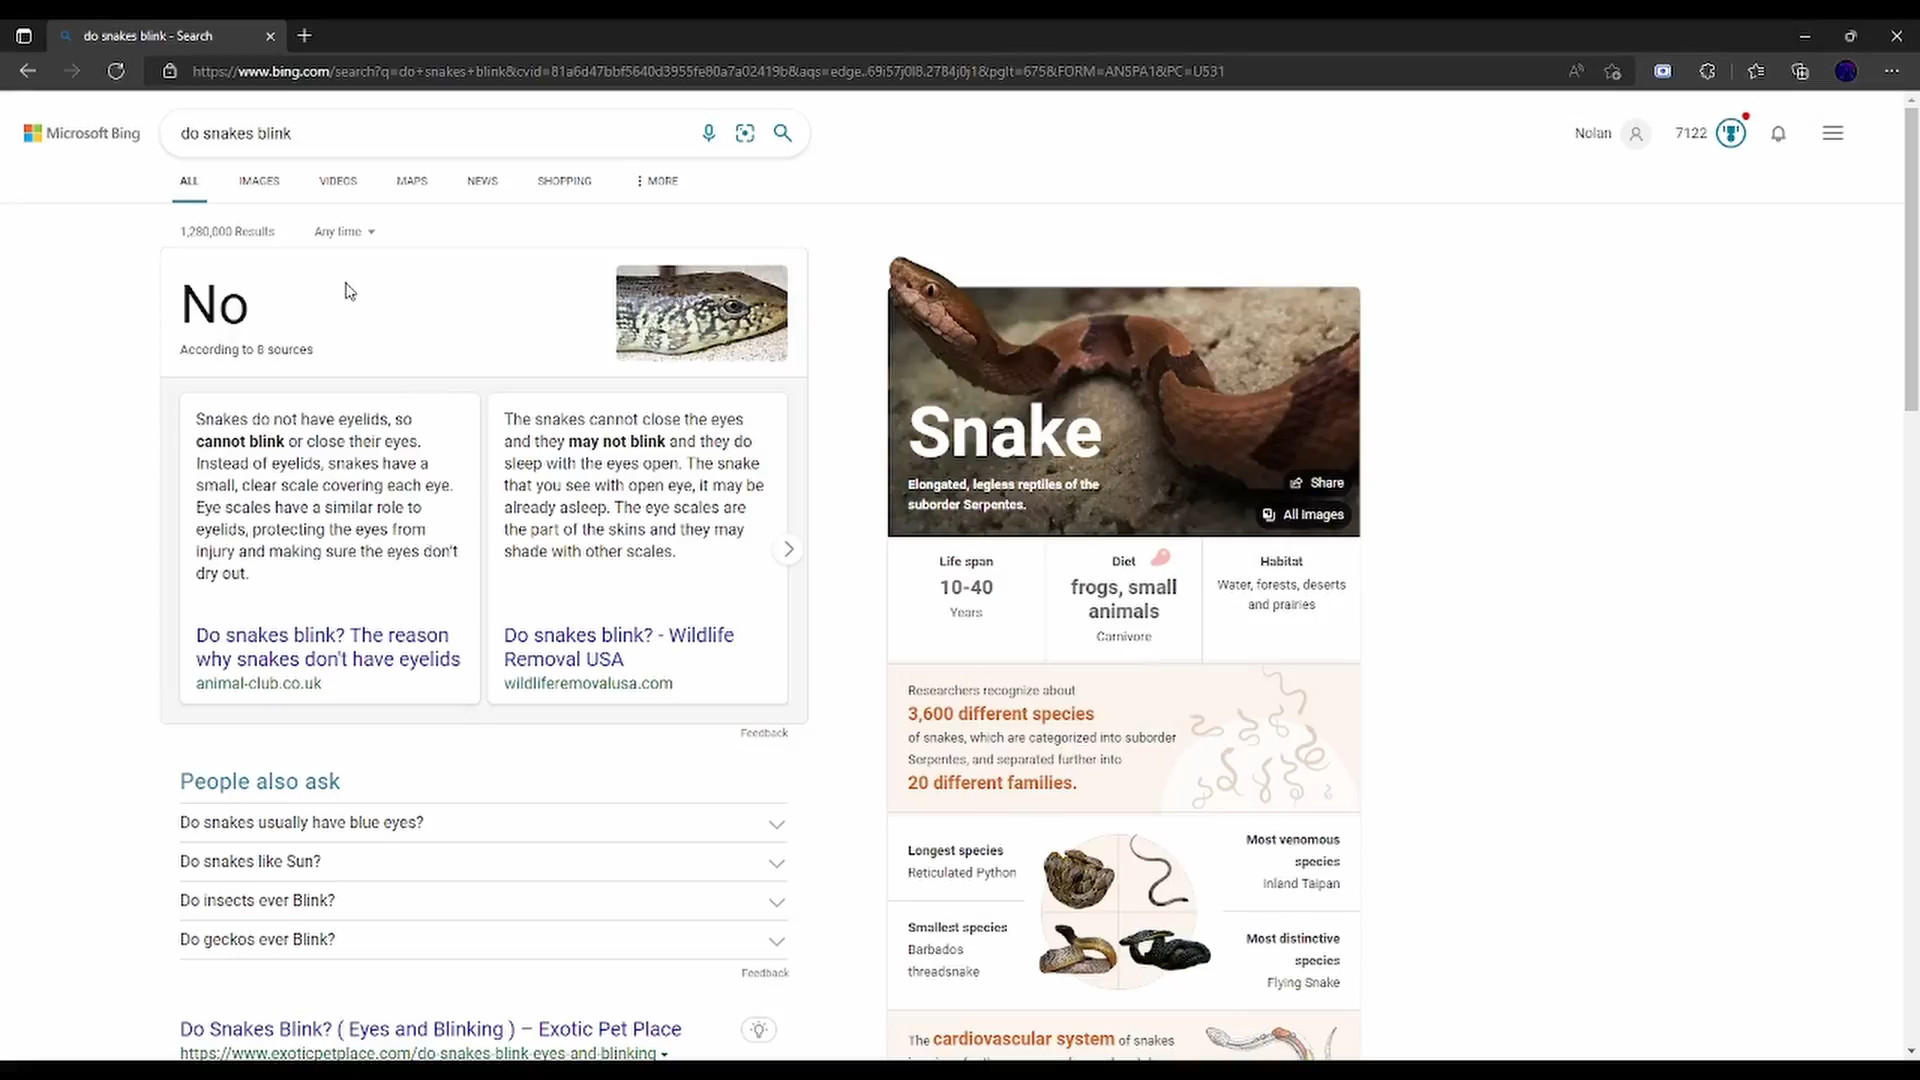 do snakes blink - Search
https://www.bing.com/search?q=do+snakes+blink&cvid=81a6d47bbf5640d3955fe80a7a02419b&aqs=edge..69i57j0l8.2784j0j1&pglt=675&FORM=ANSPA1&PC=U531
Microsoft Bing
do snakes blink
Nolan
7122
ALL
IMAGES
VIDEOS
MAPS
NEWS
SHOPPING
MORE
1,280,000 Results
Any time
No
According to 8 sources
Snakes do not have eyelids, so
cannot blink or close their eyes.
Instead of eyelids, snakes have a
small, clear scale covering each eye.
Eye scales have a similar role to
eyelids, protecting the eyes from
injury and making sure the eyes don't
dry out.
Do snakes blink? The reason
why snakes don't have eyelids
animal-club.co.uk
The snakes cannot close the eyes
and they may not blink and they do
sleep with the eyes open. The snake
that you see with open eye, it may be
already asleep. The eye scales are
the part of the skins and they may
shade with other scales.
Do snakes blink? - Wildlife
Removal USA
wildliferemovalusa.com
Feedback
People also ask
Do snakes usually have blue eyes?
Do snakes like Sun?
Do insects ever Blink?
Do geckos ever Blink?
Feedback
Do Snakes Blink? ( Eyes and Blinking ) – Exotic Pet Place
https://www.exoticpetplace.com/do-snakes-blink-eyes-and-blinking
Snake
Elongated, legless reptiles of the
suborder Serpentes.
Share
All Images
Life span
10-40
Years
Diet
frogs, small
animals
Carnivore
Habitat
Water, forests, deserts
and prairies
Researchers recognize about
3,600 different species
of snakes, which are categorized into suborder
Serpentes, and separated further into
20 different families.
Longest species
Reticulated Python
Most venomous
species
Inland Taipan
Smallest species
Barbados
threadsnake
Most distinctive
species
Flying Snake
The cardiovascular system of snakes